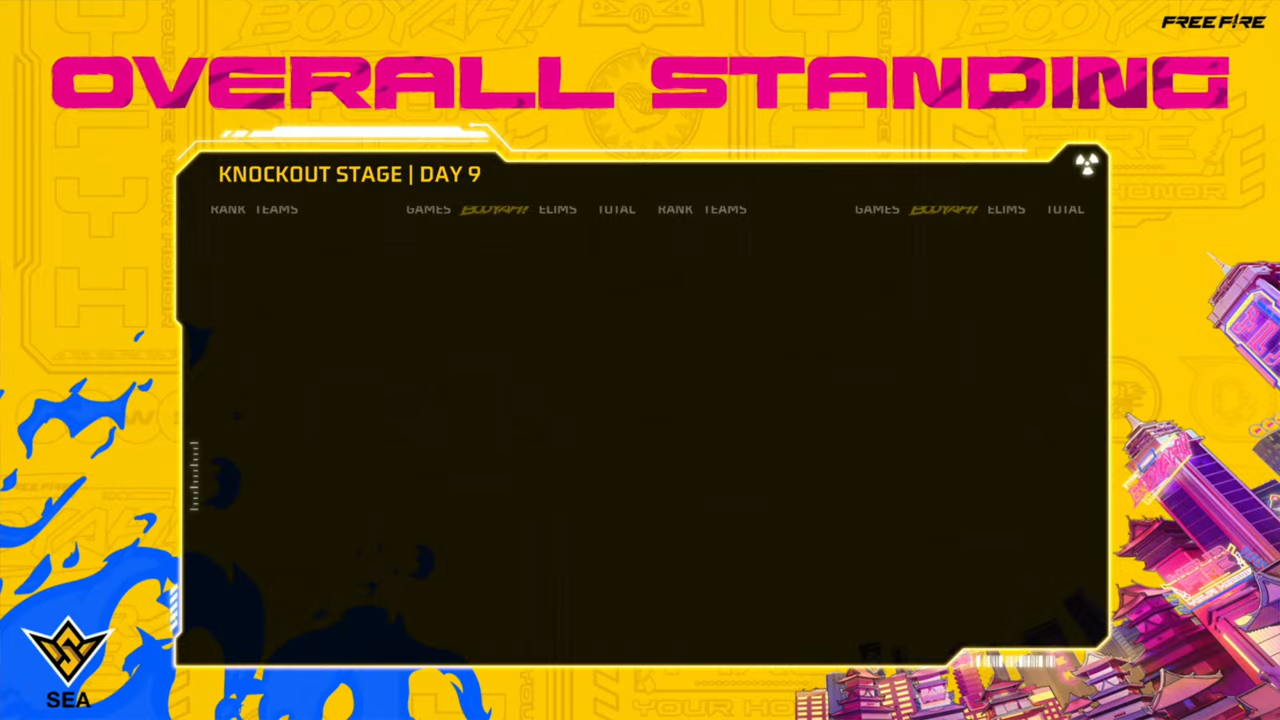 FREE FIRE
OVERALL STANDING
KNOCKOUT STAGE | DAY 9
RANK TEAMS GAMES BOOYAH! ELIMS TOTAL RANK TEAMS GAMES BOOYAH! ELIMS TOTAL
SEA